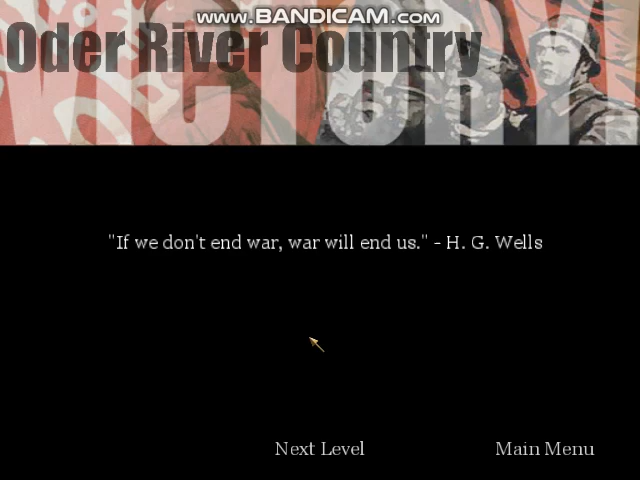 www.BANDICAM.com
Oder River Country
VICTORY!
"If we don't end war, war will end us." - H. G. Wells
Next Level
Main Menu